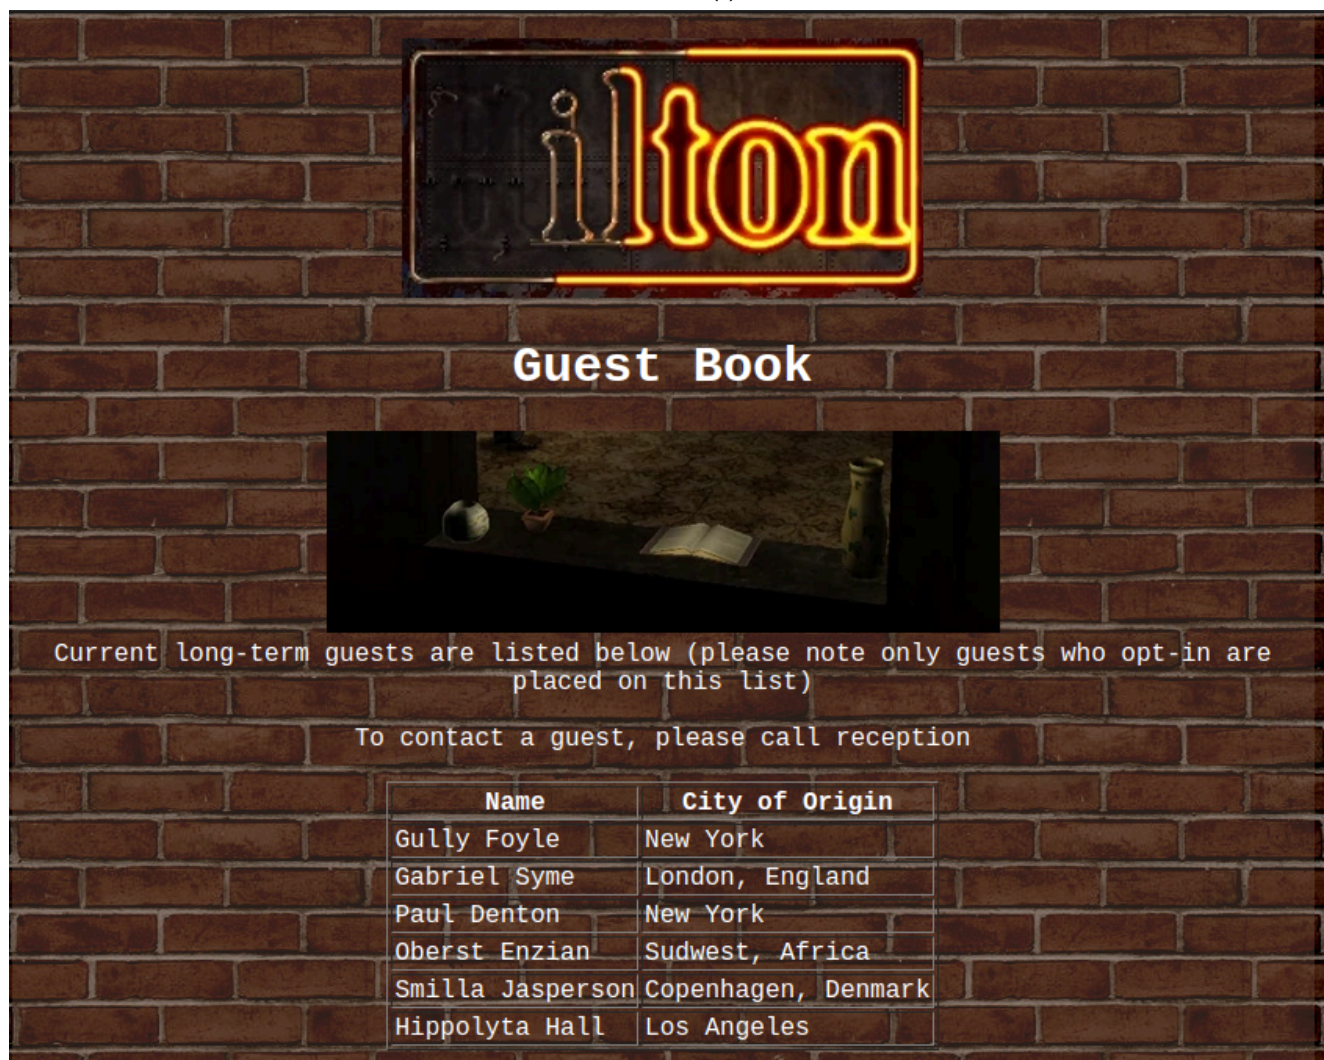 ilton
Guest Book
Current long-term guests are listed below (please note only guests who opt-in are
placed on this list)
To contact a guest, please call reception
Name City of Origin
Gully Foyle New York
Gabriel Syme London, England
Paul Denton New York
Oberst Enzian Sudwest, Africa
Smilla Jasperson Copenhagen, Denmark
Hippolyta Hall Los Angeles